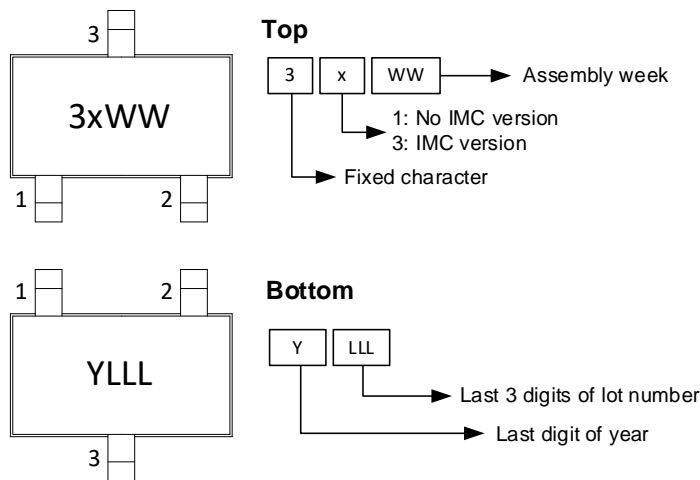 3
Top
3 x WW
Assembly week
3xWW
1: No IMC version
3: IMC version
Fixed character
1 2
1 2
Bottom
Y LLL
YLLL
Last 3 digits of lot number
Last digit of year
3